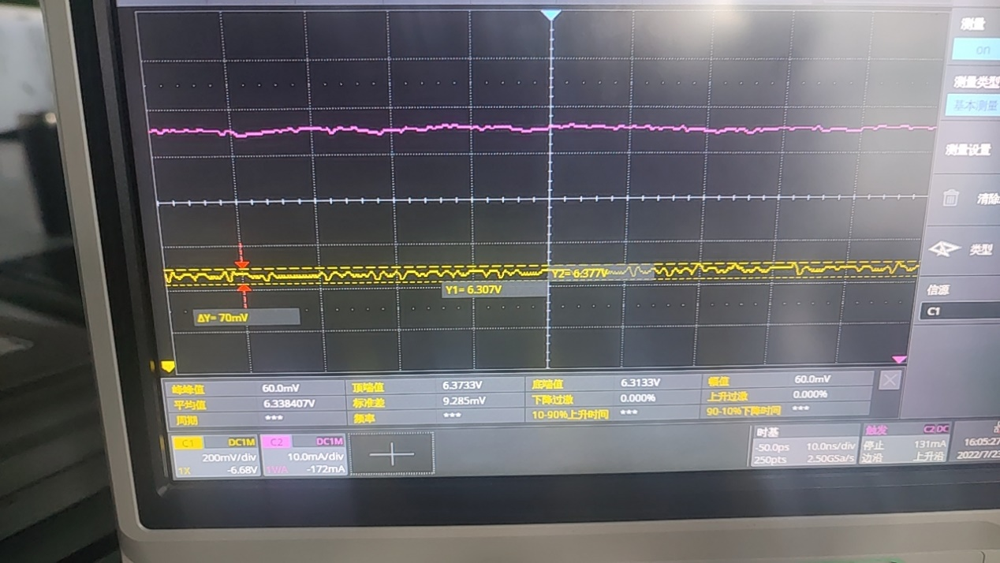 测量
on
测量类型
基本测量
测量设置
清除
类型
信源
C1
Y2= 6.377V
Y1= 6.307V
ΔY= 70mV
峰峰值 60.0mV 顶端值 6.3733V 底端值 6.3133V 幅值 60.0mV
平均值 6.338407V 标准差 9.285mV 下降过激 0.000% 上升过激 0.000%
周期 *** 频率 *** 10-90%上升时间 *** 90-10%下降时间 ***
C1 DC1M
200mV/div
1X -6.68V
C2 DC1M
10.0mA/div
1WA -172mA
时基
-50.0ps 10.0ns/div
250pts 2.50GSa/s
触发 C2 DC
停止 131mA
边沿 上升沿
16:05:27
2022/7/23